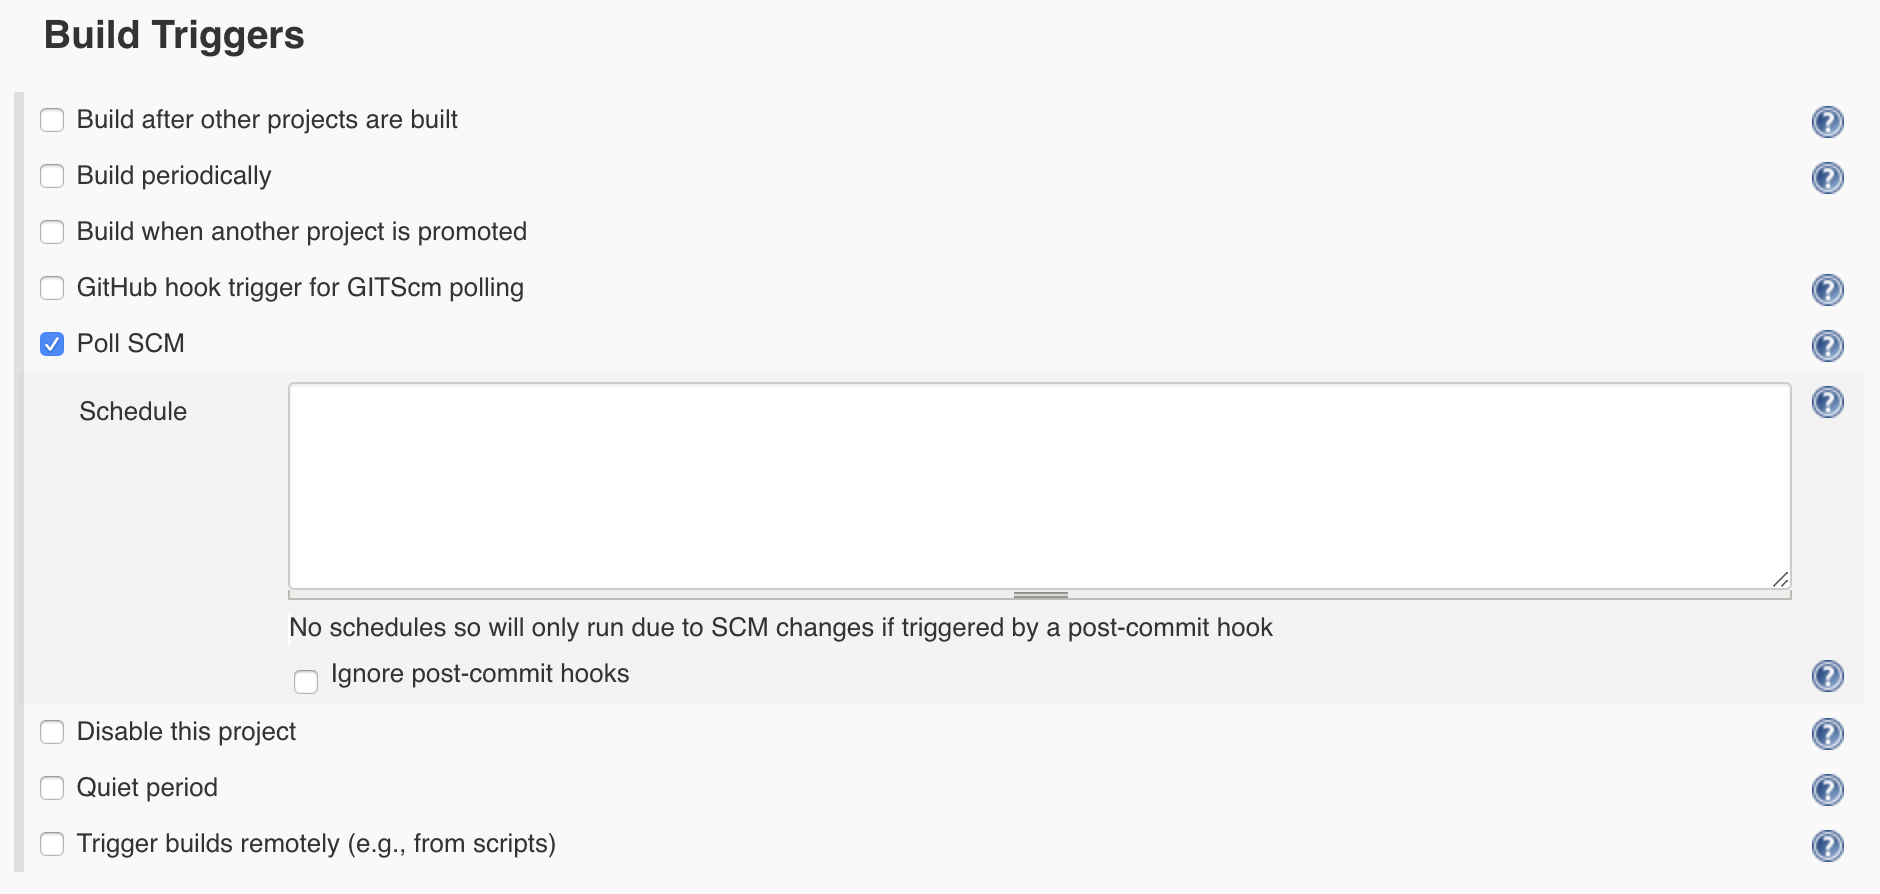 Build Triggers
Build after other projects are built
Build periodically
Build when another project is promoted
GitHub hook trigger for GITScm polling
Poll SCM
Schedule
No schedules so will only run due to SCM changes if triggered by a post-commit hook
Ignore post-commit hooks
Disable this project
Quiet period
Trigger builds remotely (e.g., from scripts)